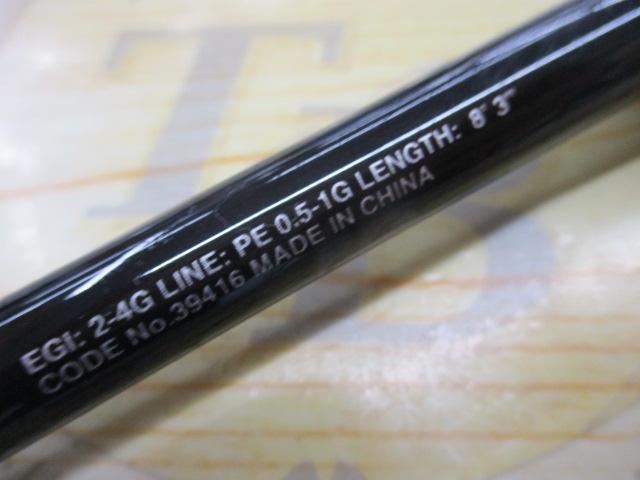 EGI: 2-4G LINE: PE 0.5-1G LENGTH: 8' 3"
CODE No.39416 MADE IN CHINA